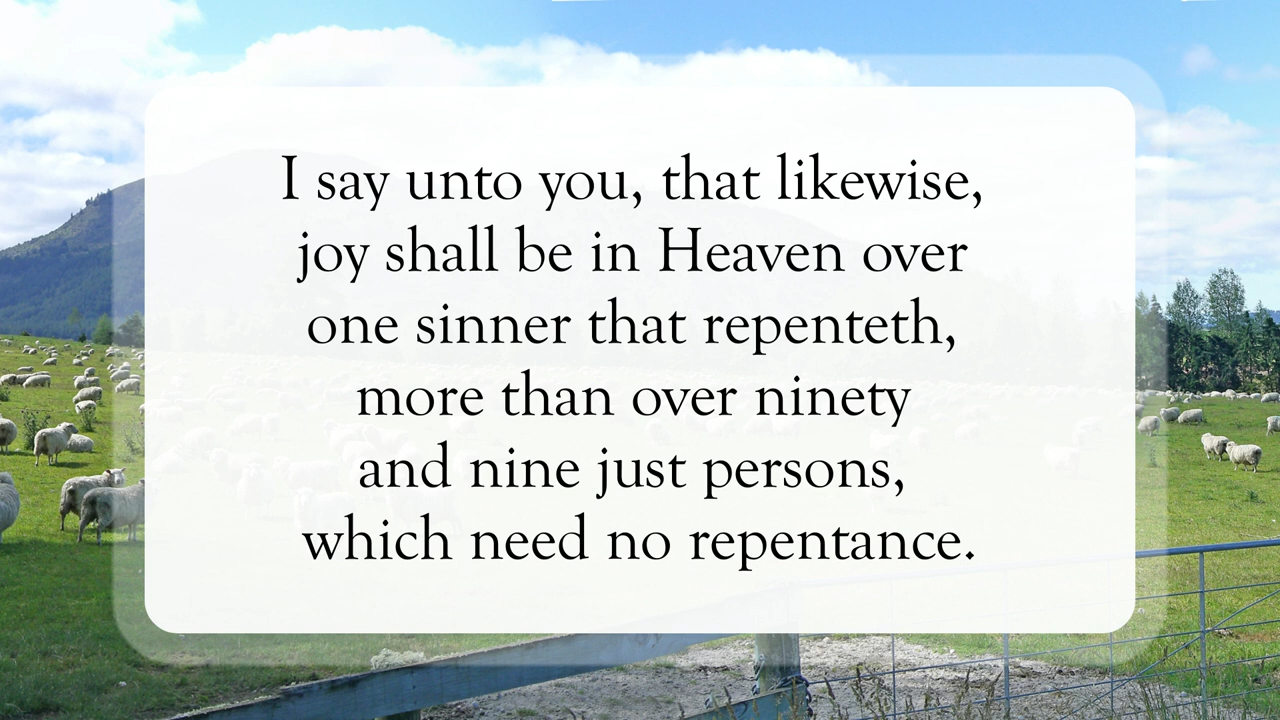 I say unto you, that likewise,
joy shall be in Heaven over
one sinner that repenteth,
more than over ninety
and nine just persons,
which need no repentance.